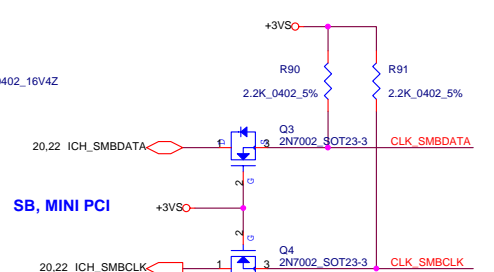 +3VS
R90 R91
0402_16V4Z
2.2K_0402_5% 2.2K_0402_5%
Q3
20,22 ICH_SMBDATA 1 D S 3 2N7002_SOT23-3 CLK_SMBDATA
2 G
SB, MINI PCI +3VS
2 G
Q4
20,22 ICH_SMBCLK 1 3 2N7002_SOT23-3 CLK_SMBCLK